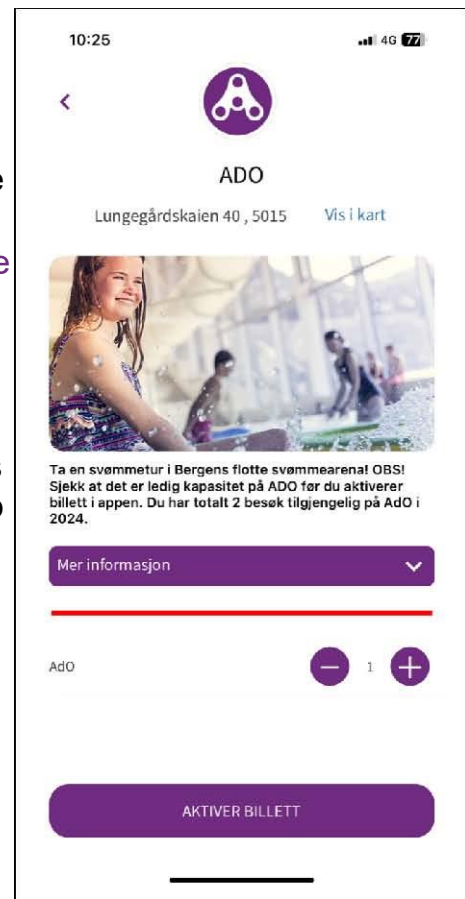 10:25
4G 77
ADO
Lungegårdskaien 40 , 5015 Vis i kart
Ta en svømmetur i Bergens flotte svømmearena! OBS!
Sjekk at det er ledig kapasitet på ADO før du aktiverer
billett i appen. Du har totalt 2 besøk tilgjengelig på AdO i
2024.
Mer informasjon
AdO
1
AKTIVER BILLETT